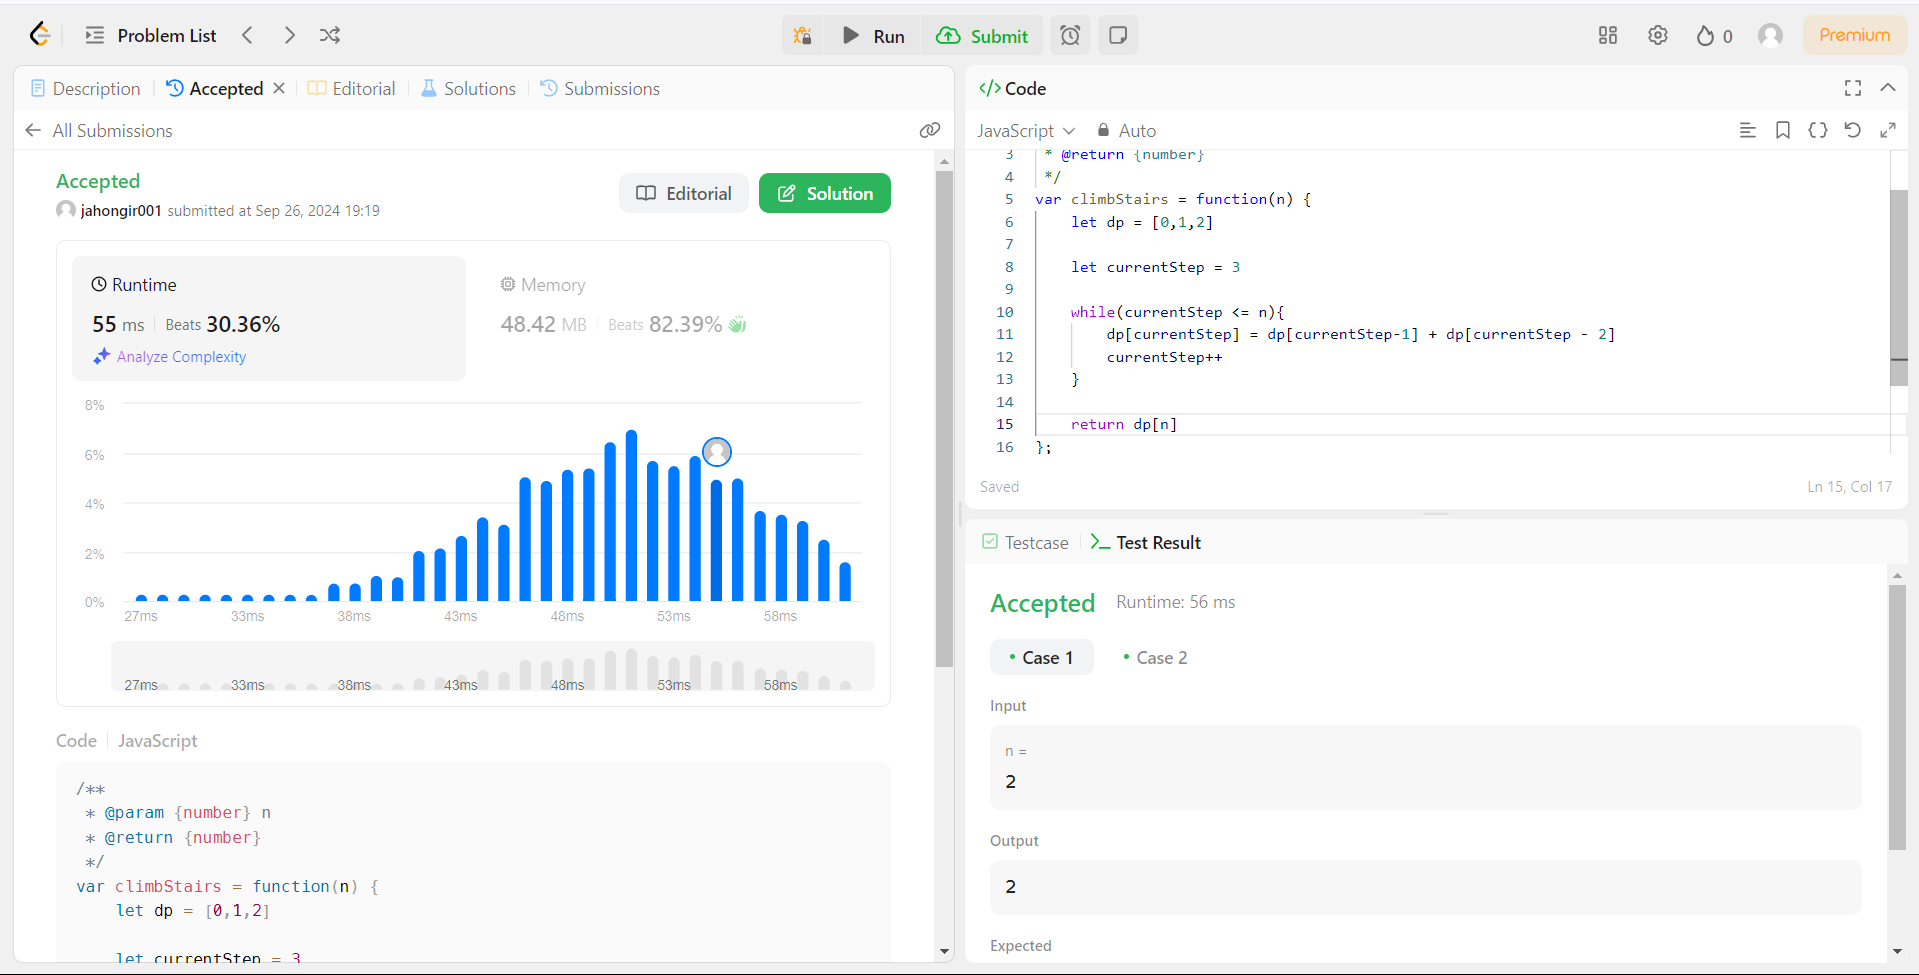 Problem List
Run
Submit
0
Premium
Description
Accepted
Editorial
Solutions
Submissions
All Submissions
Accepted
jahongir001 submitted at Sep 26, 2024 19:19
Editorial
Solution
Runtime
55 ms
Beats 30.36%
Analyze Complexity
Memory
48.42 MB
Beats 82.39%
8%
6%
4%
2%
0%
27ms 33ms 38ms 43ms 48ms 53ms 58ms
27ms 33ms 38ms 43ms 48ms 53ms 58ms
Code JavaScript
/**
* @param {number} n
* @return {number}
*/
var climbStairs = function(n) {
let dp = [0,1,2]
let currentStep = 3
</> Code
JavaScript
Auto
3 * @return {number}
4 */
5 var climbStairs = function(n) {
6 let dp = [0,1,2]
7
8 let currentStep = 3
9
10 while(currentStep <= n){
11 dp[currentStep] = dp[currentStep-1] + dp[currentStep - 2]
12 currentStep++
13 }
14
15 return dp[n]
16 };
Saved
Ln 15, Col 17
Testcase
Test Result
Accepted
Runtime: 56 ms
Case 1
Case 2
Input
n =
2
Output
2
Expected